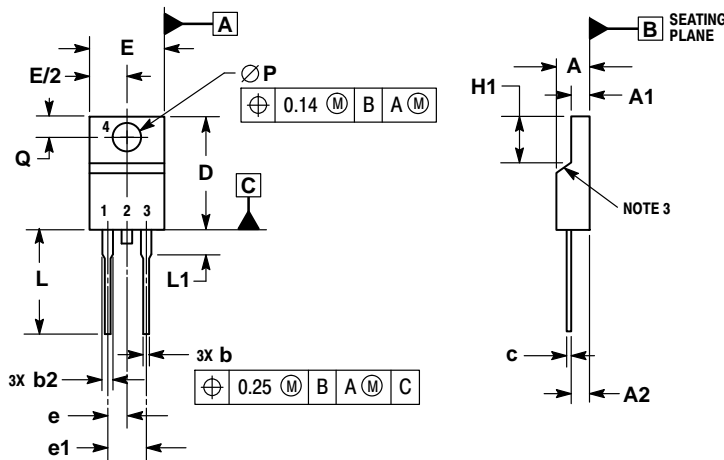 E
A
E/2
⌀ P
⌖ 0.14 Ⓜ B A Ⓜ
4
Q
D
C
1 2 3
L
L1
3X b
3X b2
⌖ 0.25 Ⓜ B A Ⓜ C
e
e1
B SEATING PLANE
A
H1
A1
NOTE 3
c
A2